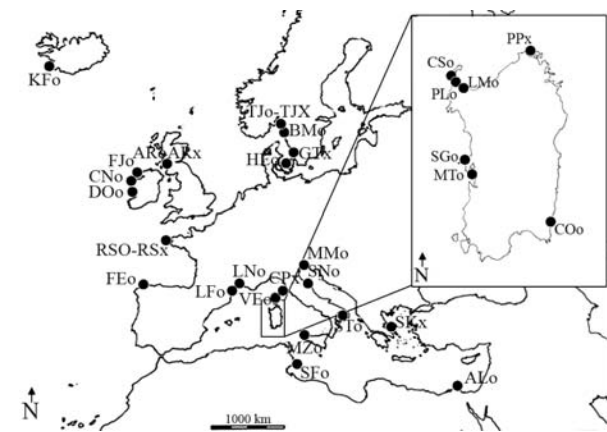 PPx
CSo
LMo
PLo
SGo
MTo
COo
N
KFo
TJo-TJX
BMo
ARo
ARx
GTx
HEo
FJo
CNo
DOo
RSO-RSx
MMo
LNo
CPx
SNo
FEo
LFo
VEo
STo
SKx
MZo
SFo
ALo
N
1000 km